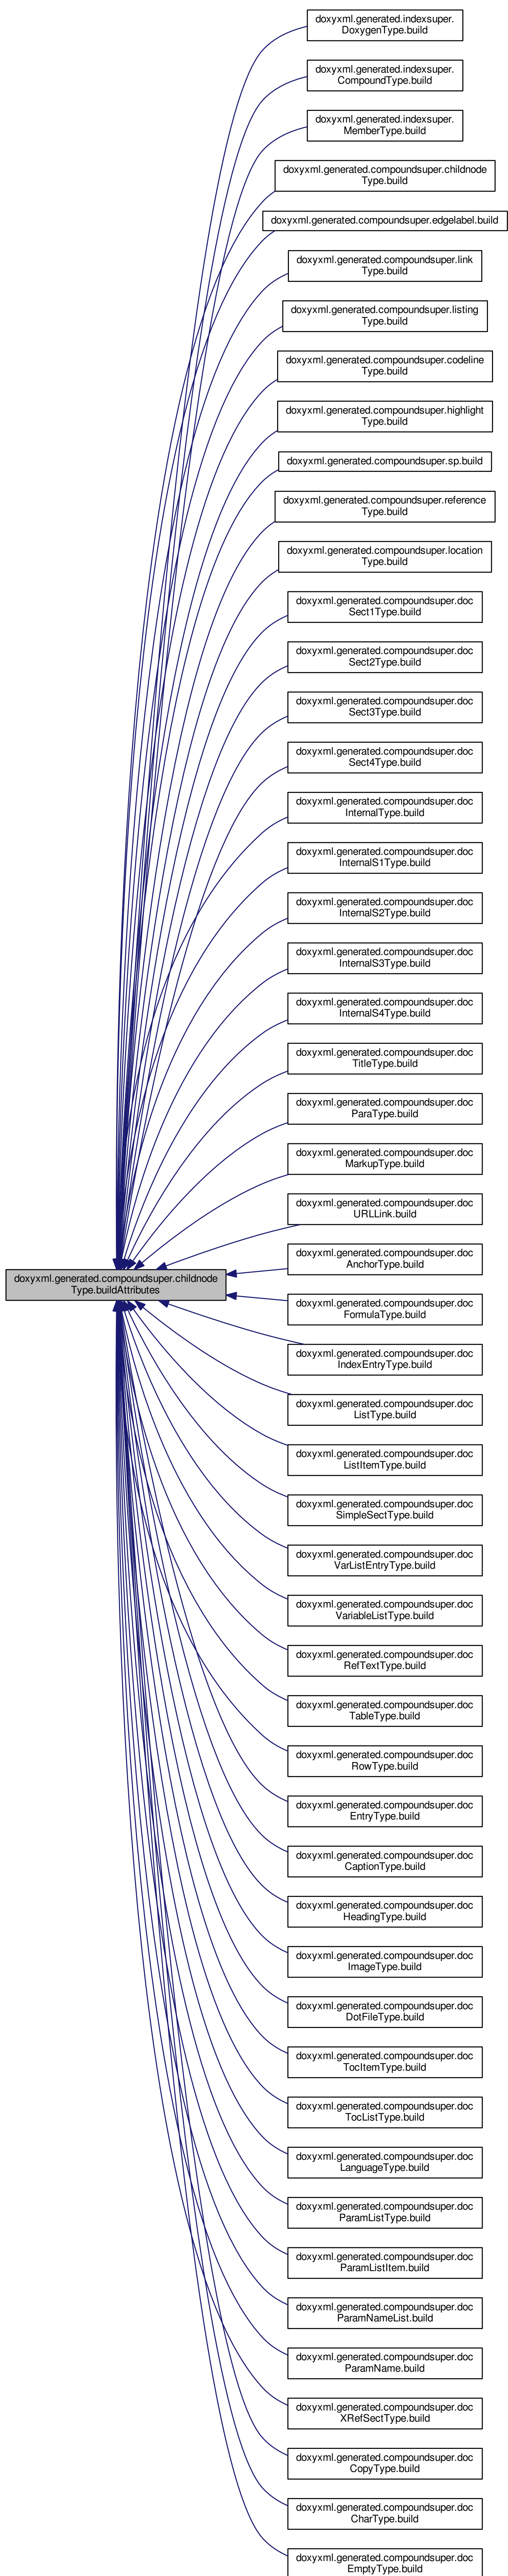 doxyxml.generated.indexsuper.
DoxygenType.build
doxyxml.generated.indexsuper.
CompoundType.build
doxyxml.generated.indexsuper.
MemberType.build
doxyxml.generated.compoundsuper.childnode
Type.build
doxyxml.generated.compoundsuper.edgelabel.build
doxyxml.generated.compoundsuper.link
Type.build
doxyxml.generated.compoundsuper.listing
Type.build
doxyxml.generated.compoundsuper.codeline
Type.build
doxyxml.generated.compoundsuper.highlight
Type.build
doxyxml.generated.compoundsuper.sp.build
doxyxml.generated.compoundsuper.reference
Type.build
doxyxml.generated.compoundsuper.location
Type.build
doxyxml.generated.compoundsuper.doc
Sect1Type.build
doxyxml.generated.compoundsuper.doc
Sect2Type.build
doxyxml.generated.compoundsuper.doc
Sect3Type.build
doxyxml.generated.compoundsuper.doc
Sect4Type.build
doxyxml.generated.compoundsuper.doc
InternalType.build
doxyxml.generated.compoundsuper.doc
InternalS1Type.build
doxyxml.generated.compoundsuper.doc
InternalS2Type.build
doxyxml.generated.compoundsuper.doc
InternalS3Type.build
doxyxml.generated.compoundsuper.doc
InternalS4Type.build
doxyxml.generated.compoundsuper.doc
TitleType.build
doxyxml.generated.compoundsuper.doc
ParaType.build
doxyxml.generated.compoundsuper.doc
MarkupType.build
doxyxml.generated.compoundsuper.doc
URLLink.build
doxyxml.generated.compoundsuper.doc
AnchorType.build
doxyxml.generated.compoundsuper.childnode
Type.buildAttributes
doxyxml.generated.compoundsuper.doc
FormulaType.build
doxyxml.generated.compoundsuper.doc
IndexEntryType.build
doxyxml.generated.compoundsuper.doc
ListType.build
doxyxml.generated.compoundsuper.doc
ListItemType.build
doxyxml.generated.compoundsuper.doc
SimpleSectType.build
doxyxml.generated.compoundsuper.doc
VarListEntryType.build
doxyxml.generated.compoundsuper.doc
VariableListType.build
doxyxml.generated.compoundsuper.doc
RefTextType.build
doxyxml.generated.compoundsuper.doc
TableType.build
doxyxml.generated.compoundsuper.doc
RowType.build
doxyxml.generated.compoundsuper.doc
EntryType.build
doxyxml.generated.compoundsuper.doc
CaptionType.build
doxyxml.generated.compoundsuper.doc
HeadingType.build
doxyxml.generated.compoundsuper.doc
ImageType.build
doxyxml.generated.compoundsuper.doc
DotFileType.build
doxyxml.generated.compoundsuper.doc
TocItemType.build
doxyxml.generated.compoundsuper.doc
TocListType.build
doxyxml.generated.compoundsuper.doc
LanguageType.build
doxyxml.generated.compoundsuper.doc
ParamListType.build
doxyxml.generated.compoundsuper.doc
ParamListItem.build
doxyxml.generated.compoundsuper.doc
ParamNameList.build
doxyxml.generated.compoundsuper.doc
ParamName.build
doxyxml.generated.compoundsuper.doc
XRefSectType.build
doxyxml.generated.compoundsuper.doc
CopyType.build
doxyxml.generated.compoundsuper.doc
CharType.build
doxyxml.generated.compoundsuper.doc
EmptyType.build